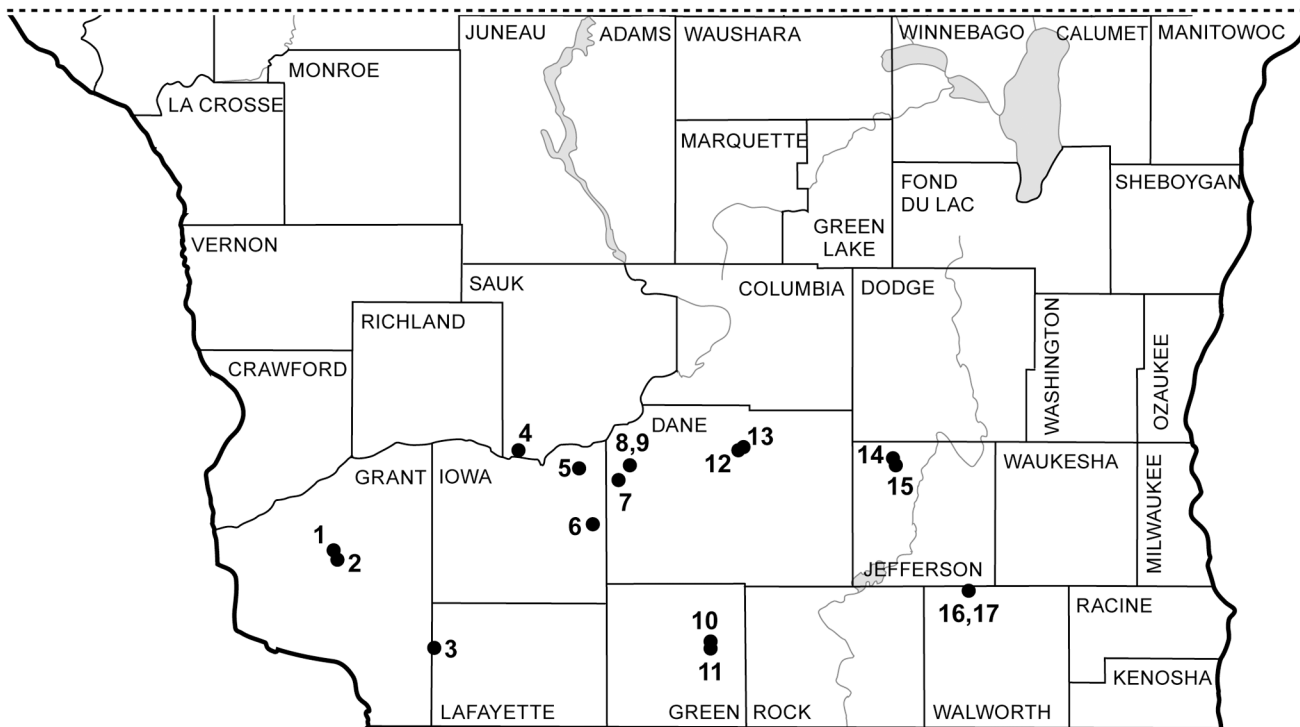 JUNEAU
ADAMS
WAUSHARA
WINNEBAGO
CALUMET
MANITOWOC
MONROE
LA CROSSE
MARQUETTE
FOND
DU LAC
SHEBOYGAN
GREEN
LAKE
VERNON
SAUK
COLUMBIA
DODGE
RICHLAND
WASHINGTON
OZAUKEE
CRAWFORD
DANE
4
8,9
13
12
14
15
WAUKESHA
MILWAUKEE
GRANT
IOWA
5
7
6
1
2
JEFFERSON
16,17
RACINE
10
11
3
KENOSHA
LAFAYETTE
GREEN
ROCK
WALWORTH